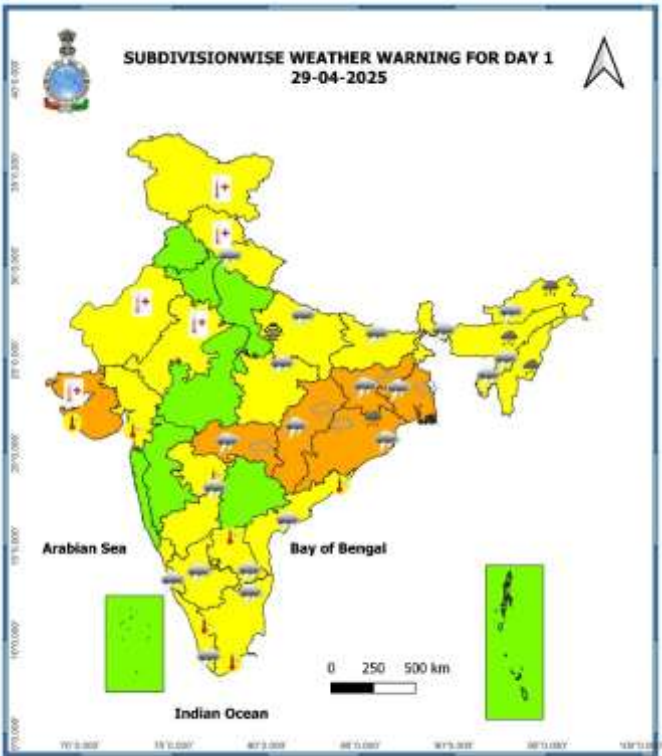 SUBDIVISIONWISE WEATHER WARNING FOR DAY 1
29-04-2025
Arabian Sea
Bay of Bengal
0 250 500 km
Indian Ocean